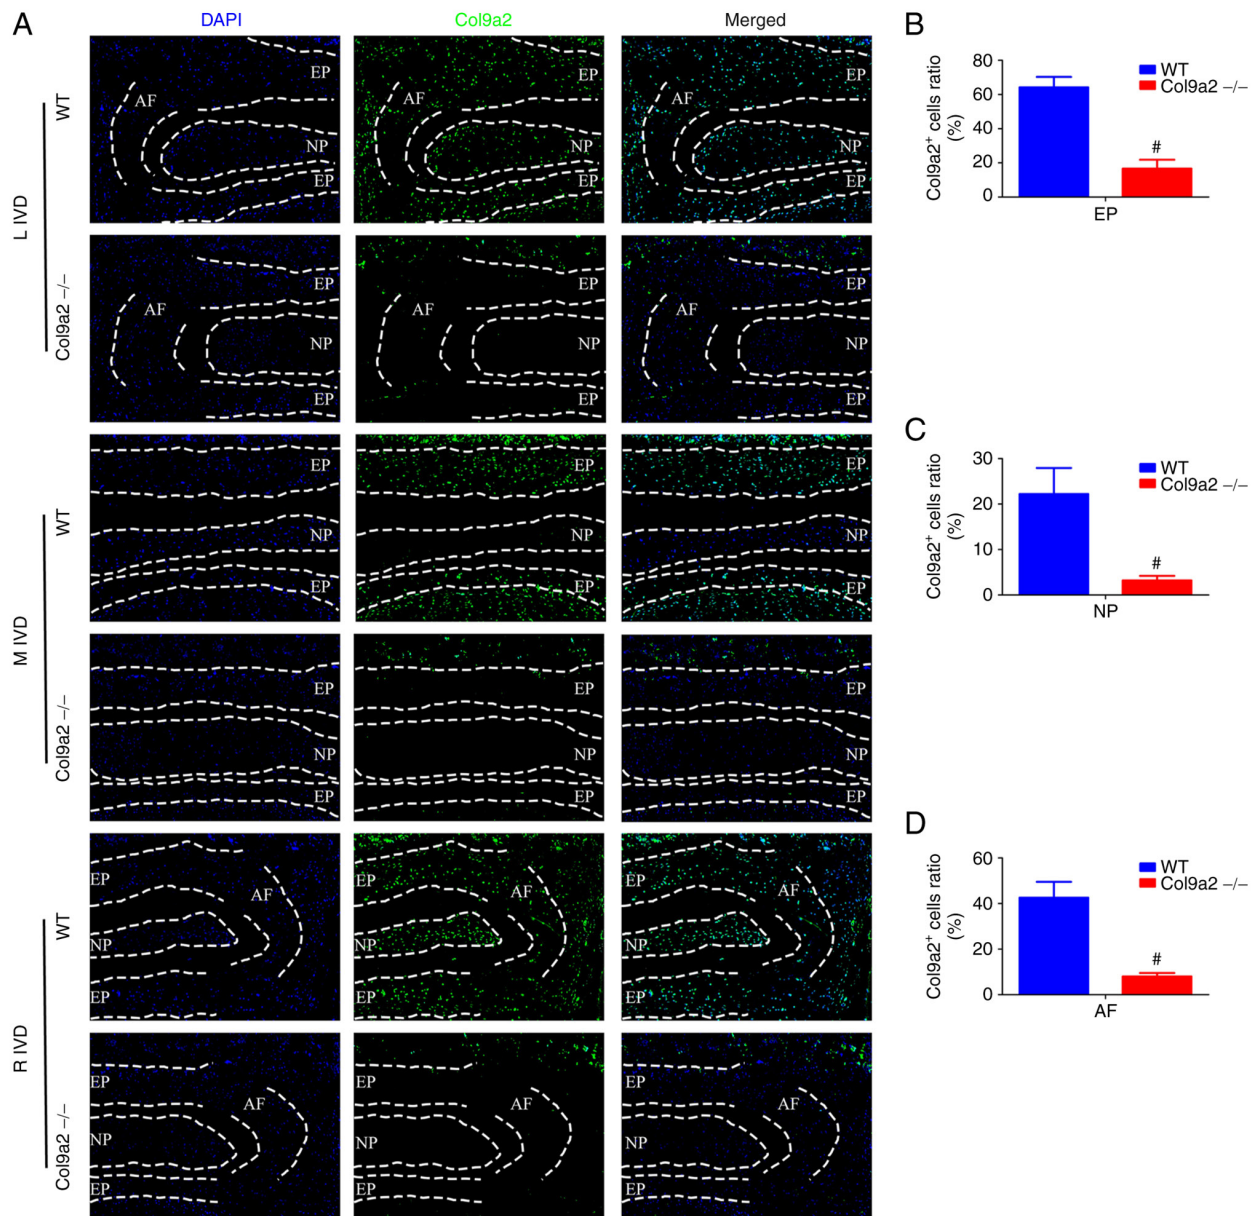 A
DAPI
Col9a2
Merged
L IVD
WT
EP
AF
NP
EP
EP
AF
NP
EP
EP
AF
NP
EP
Col9a2 –/–
EP
AF
NP
EP
EP
AF
NP
EP
EP
AF
NP
EP
M IVD
WT
EP
NP
EP
EP
NP
EP
EP
NP
EP
Col9a2 –/–
EP
NP
EP
EP
NP
EP
EP
NP
EP
R IVD
WT
EP
AF
NP
EP
EP
AF
NP
EP
EP
AF
NP
EP
Col9a2 –/–
EP
AF
NP
EP
EP
AF
NP
EP
EP
AF
NP
EP
B
Col9a2⁺ cells ratio
(%)
80
60
40
20
0
WT
Col9a2 –/–
#
EP
C
Col9a2⁺ cells ratio
(%)
30
20
10
0
WT
Col9a2 –/–
#
NP
D
Col9a2⁺ cells ratio
(%)
60
40
20
0
WT
Col9a2 –/–
#
AF